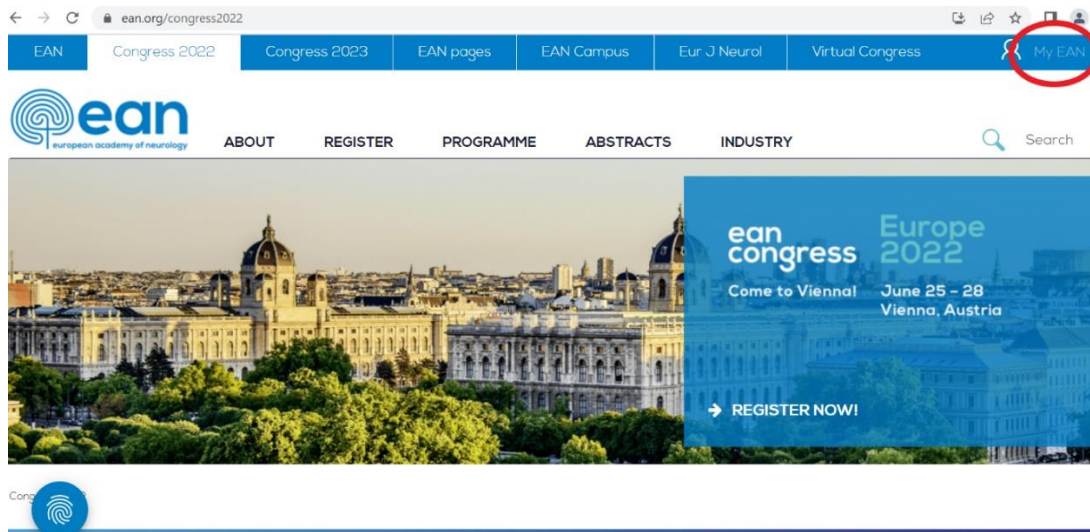 ean.org/congress2022
EAN Congress 2022 Congress 2023 EAN pages EAN Campus Eur J Neurol Virtual Congress My EAN
ean
european academy of neurology
ABOUT REGISTER PROGRAMME ABSTRACTS INDUSTRY Search
ean
congress
Europe
2022
Come to Vienna!
June 25 – 28
Vienna, Austria
REGISTER NOW!